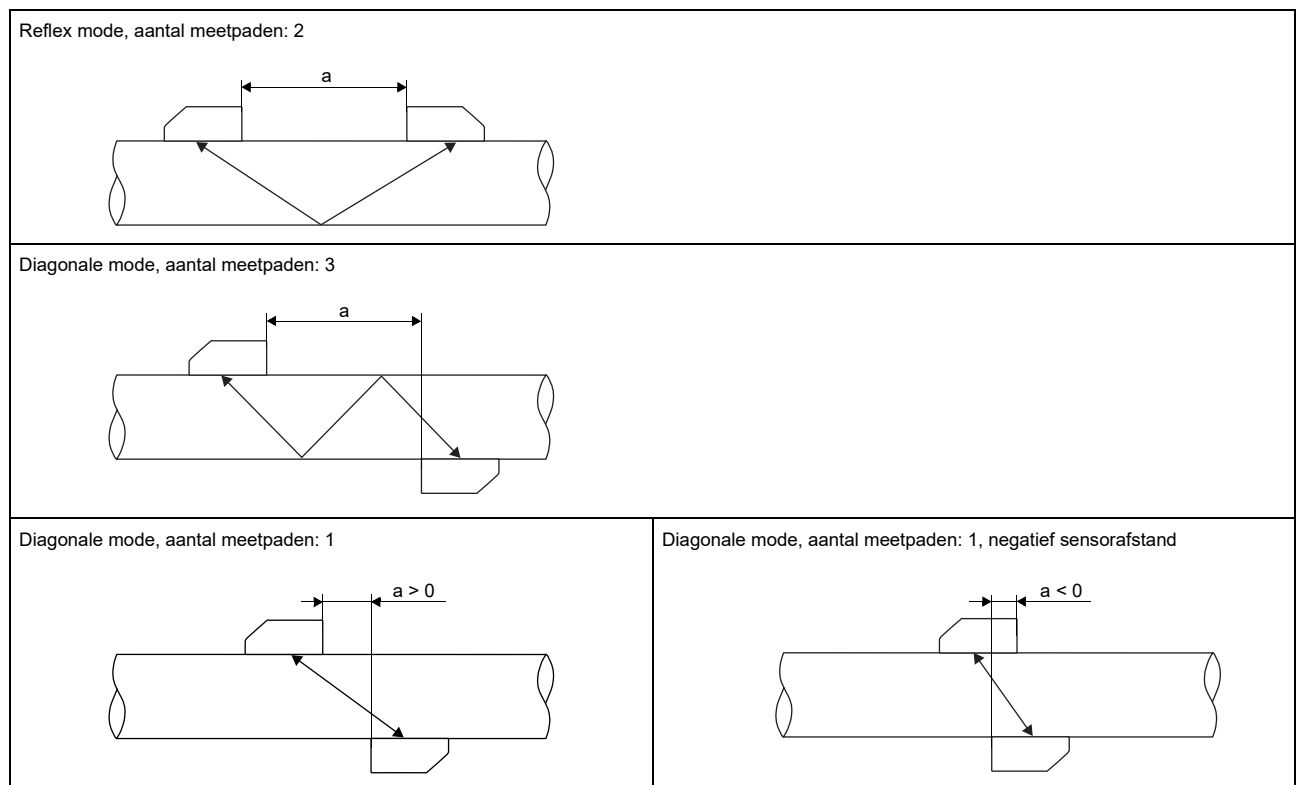 Reflex mode, aantal meetpaden: 2
a
Diagonale mode, aantal meetpaden: 3
a
Diagonale mode, aantal meetpaden: 1
a > 0
Diagonale mode, aantal meetpaden: 1, negatief sensorafstand
a < 0